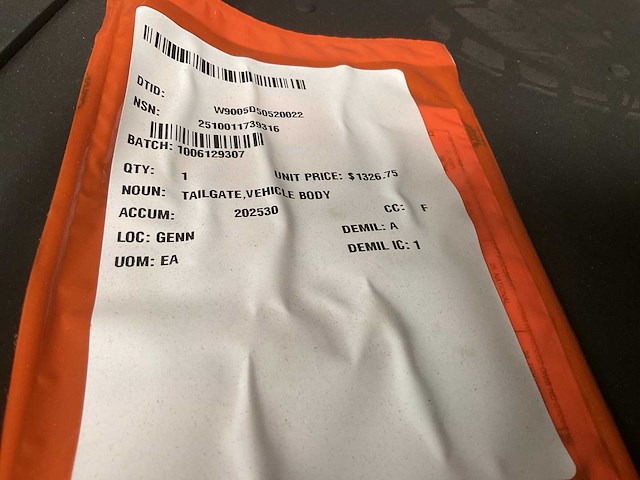 DTID: W9005D50520022
NSN: 2510011739316
BATCH: 1006129307
QTY: 1 UNIT PRICE: $1326.75
NOUN: TAILGATE,VEHICLE BODY
ACCUM: 202530 CC: F
LOC: GENN DEMIL: A
UOM: EA DEMIL IC: 1